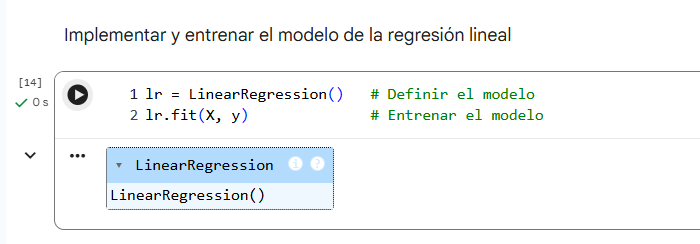 Implementar y entrenar el modelo de la regresión lineal
[14]
✓ 0 s
1 lr = LinearRegression() # Definir el modelo
2 lr.fit(X, y) # Entrenar el modelo
▾ LinearRegression i ?
LinearRegression()